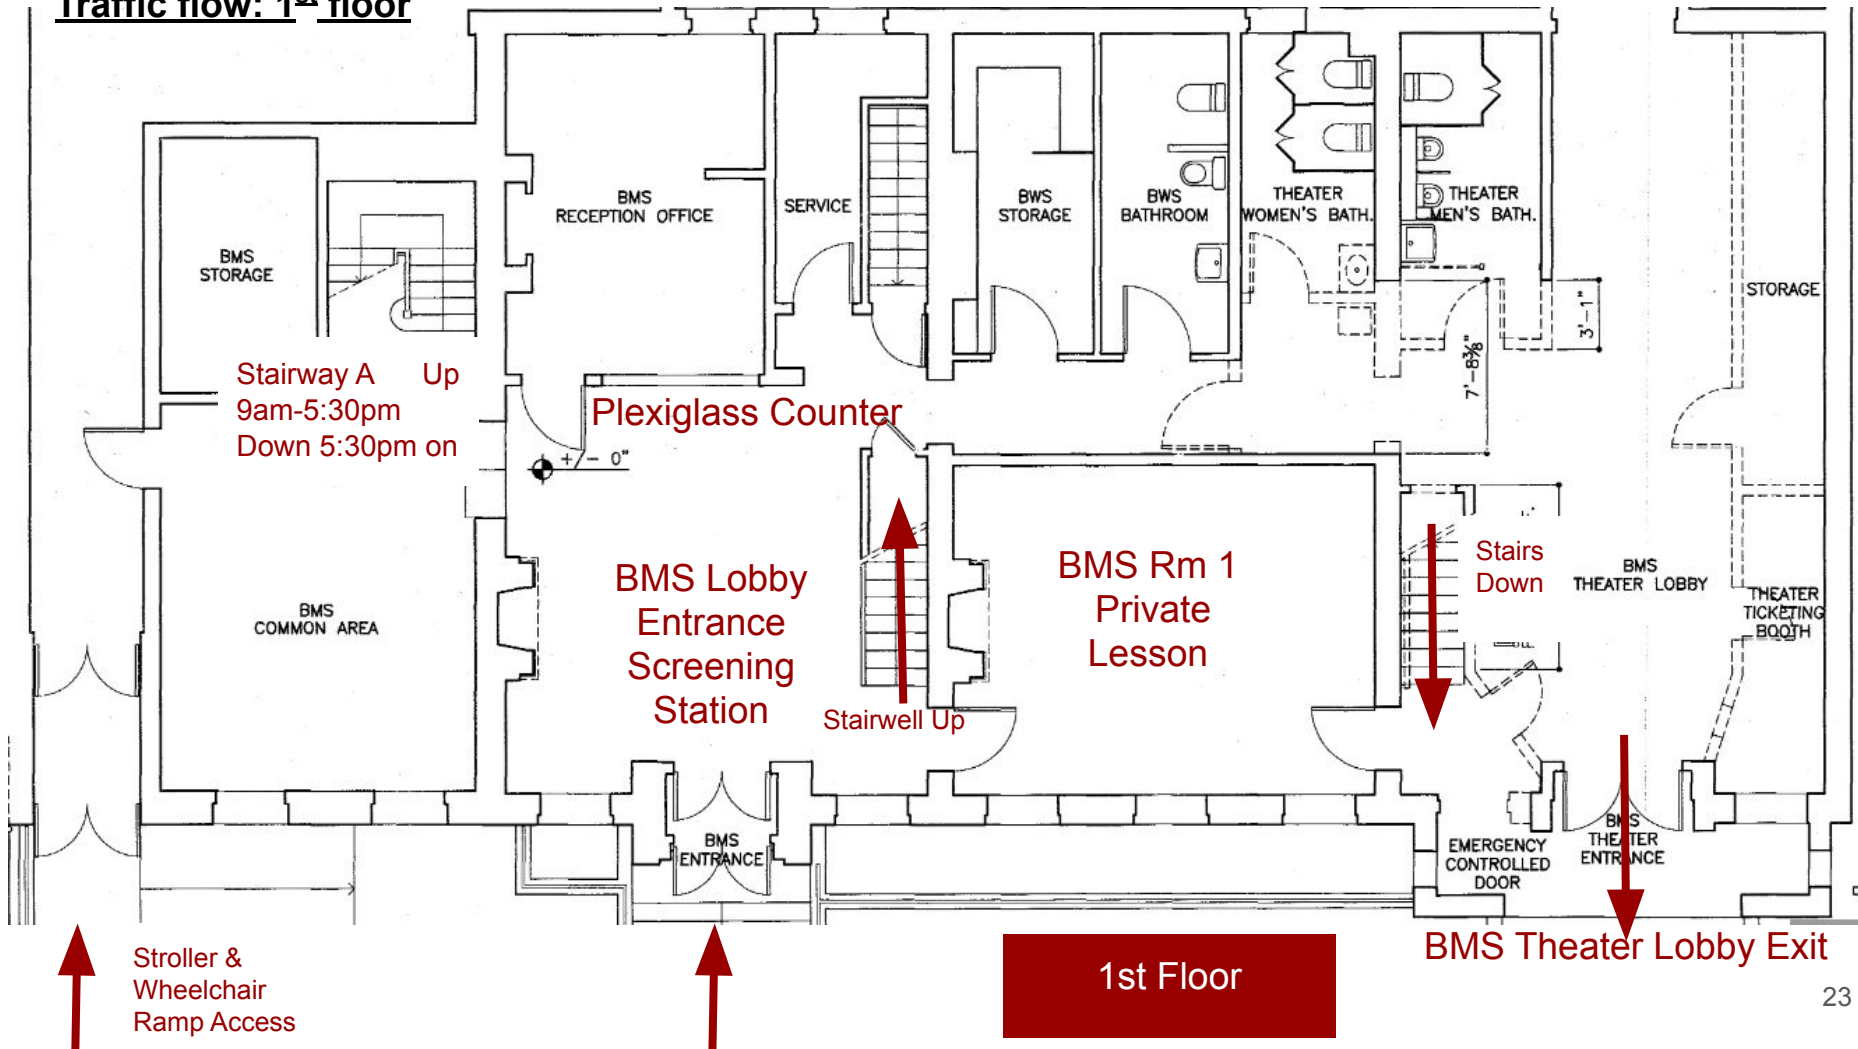 Traffic flow: 1st floor
BMS
RECEPTION OFFICE
SERVICE
BWS
STORAGE
BWS
BATHROOM
THEATER
WOMEN'S BATH.
THEATER
MEN'S BATH.
BMS
STORAGE
STORAGE
3'-1"
7'-8⅜"
Stairway A Up
9am-5:30pm
Down 5:30pm on
Plexiglass Counter
+/- 0"
BMS Lobby
Entrance
Screening
Station
Stairwell Up
BMS Rm 1
Private
Lesson
Stairs
Down
BMS
THEATER LOBBY
THEATER
TICKETING
BOOTH
BMS
COMMON AREA
BMS
ENTRANCE
EMERGENCY
CONTROLLED
DOOR
BMS
THEATER
ENTRANCE
Stroller &
Wheelchair
Ramp Access
1st Floor
BMS Theater Lobby Exit
23